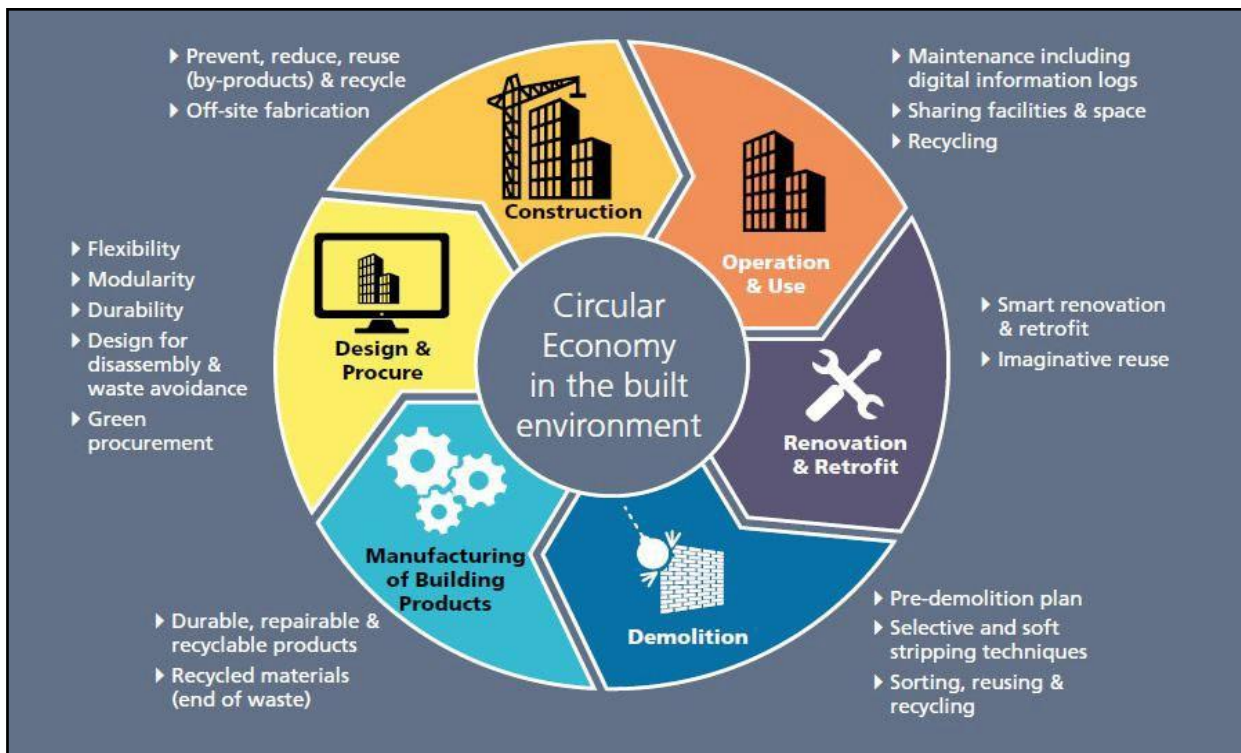 Prevent, reduce, reuse
(by-products) & recycle
Off-site fabrication
Maintenance including
digital information logs
Sharing facilities & space
Recycling
Construction
Operation
& Use
Flexibility
Modularity
Durability
Design for
disassembly &
waste avoidance
Green
procurement
Design &
Procure
Circular
Economy
in the built
environment
Smart renovation
& retrofit
Imaginative reuse
Renovation
& Retrofit
Manufacturing
of Building
Products
Demolition
Durable, repairable &
recyclable products
Recycled materials
(end of waste)
Pre-demolition plan
Selective and soft
stripping techniques
Sorting, reusing &
recycling